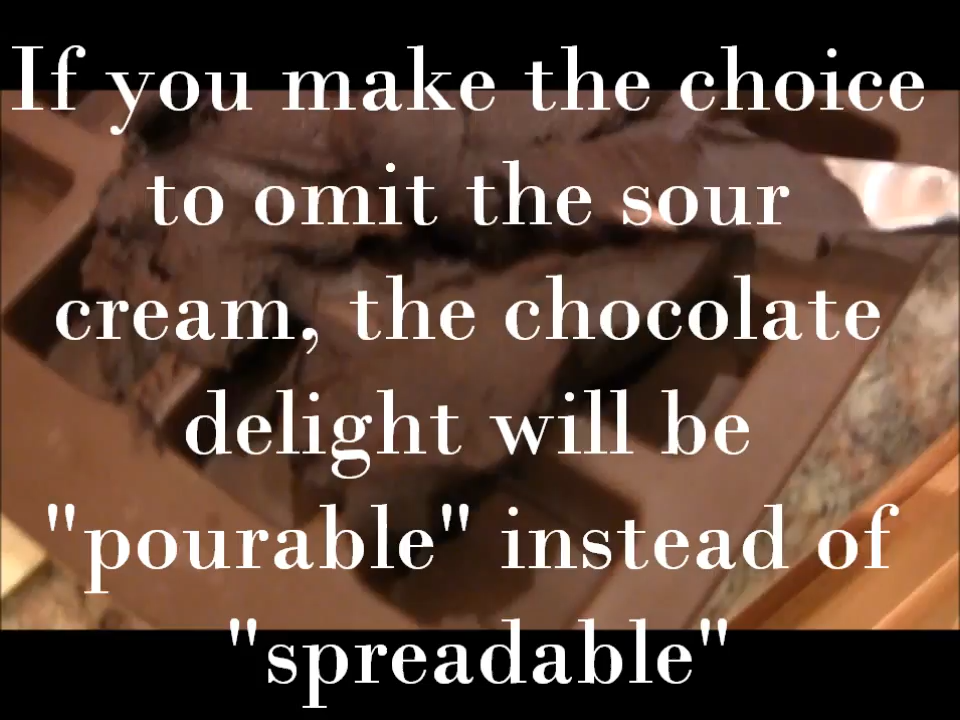 If you make the choice
to omit the sour
cream, the chocolate
delight will be
"pourable" instead of
"spreadable"